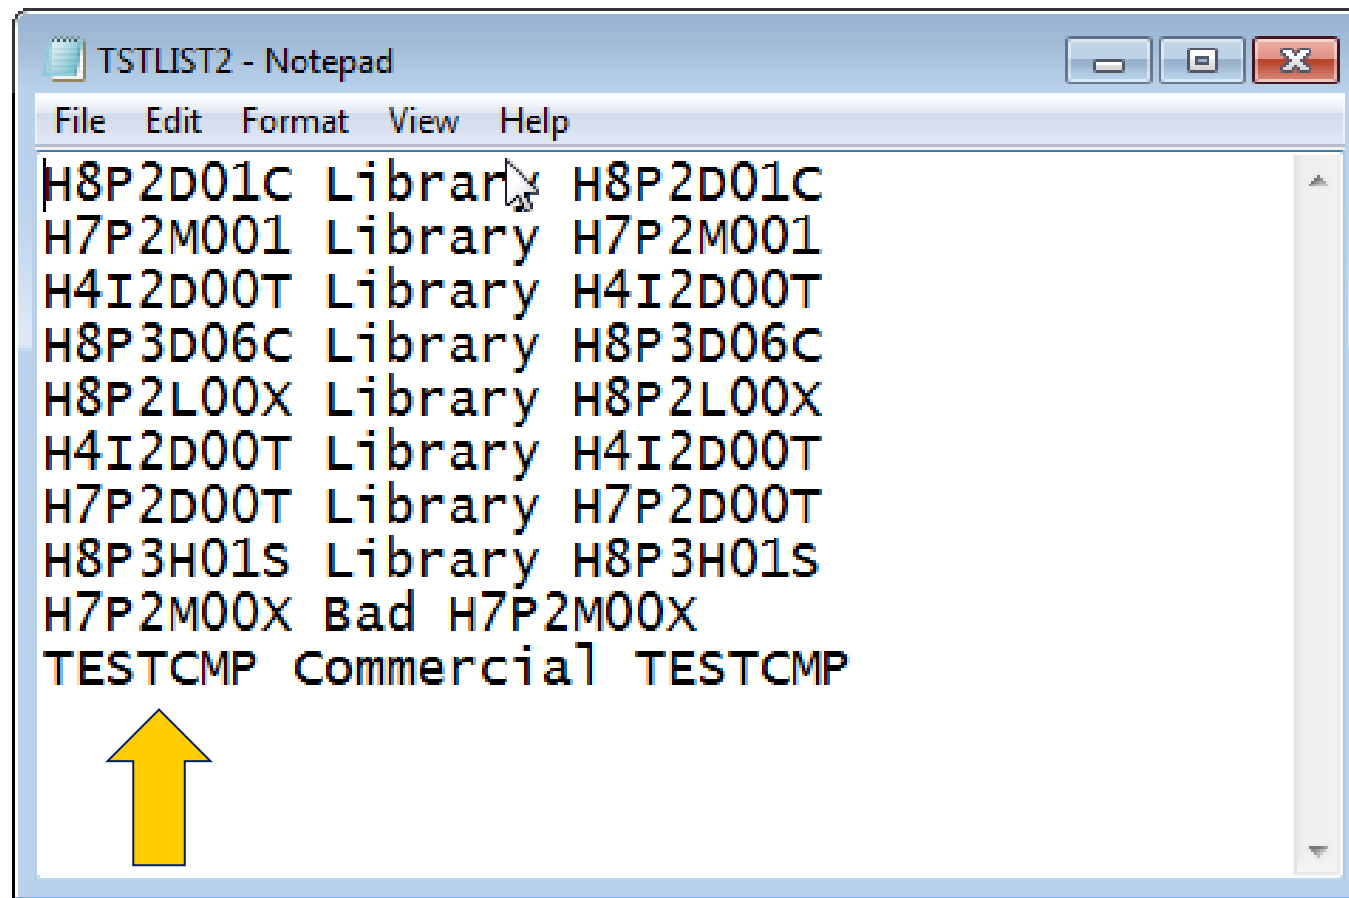 TSTLIST2 - Notepad
File Edit Format View Help
H8P2D01C Library H8P2D01C
H7P2M001 Library H7P2M001
H4I2D00T Library H4I2D00T
H8P3D06C Library H8P3D06C
H8P2L00X Library H8P2L00X
H4I2D00T Library H4I2D00T
H7P2D00T Library H7P2D00T
H8P3H01S Library H8P3H01S
H7P2M00X Bad H7P2M00X
TESTCMP Commercial TESTCMP